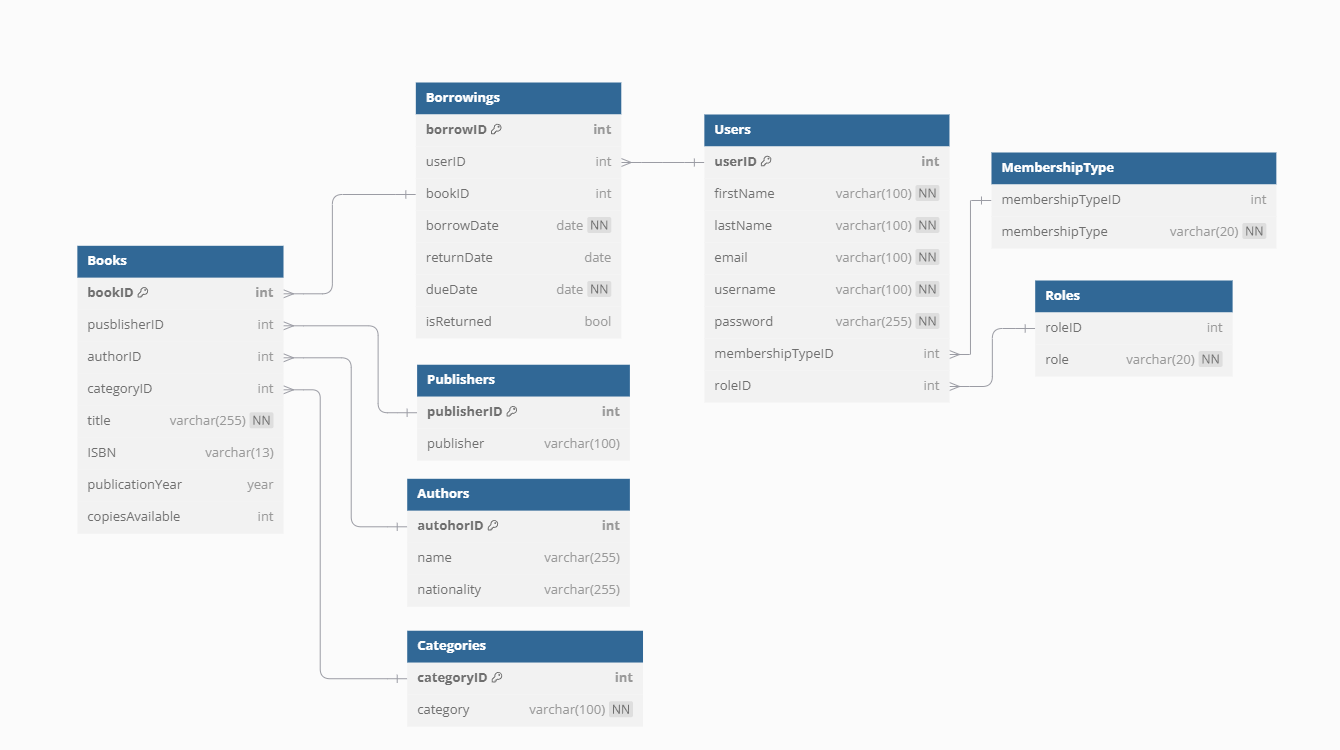 Borrowings
borrowID int
userID int
bookID int
borrowDate date NN
returnDate date
dueDate date NN
isReturned bool
Users
userID int
firstName varchar(100) NN
lastName varchar(100) NN
email varchar(100) NN
username varchar(100) NN
password varchar(255) NN
membershipTypeID int
roleID int
MembershipType
membershipTypeID int
membershipType varchar(20) NN
Roles
roleID int
role varchar(20) NN
Books
bookID int
pusblisherID int
authorID int
categoryID int
title varchar(255) NN
ISBN varchar(13)
publicationYear year
copiesAvailable int
Publishers
publisherID int
publisher varchar(100)
Authors
autohorID int
name varchar(255)
nationality varchar(255)
Categories
categoryID int
category varchar(100) NN